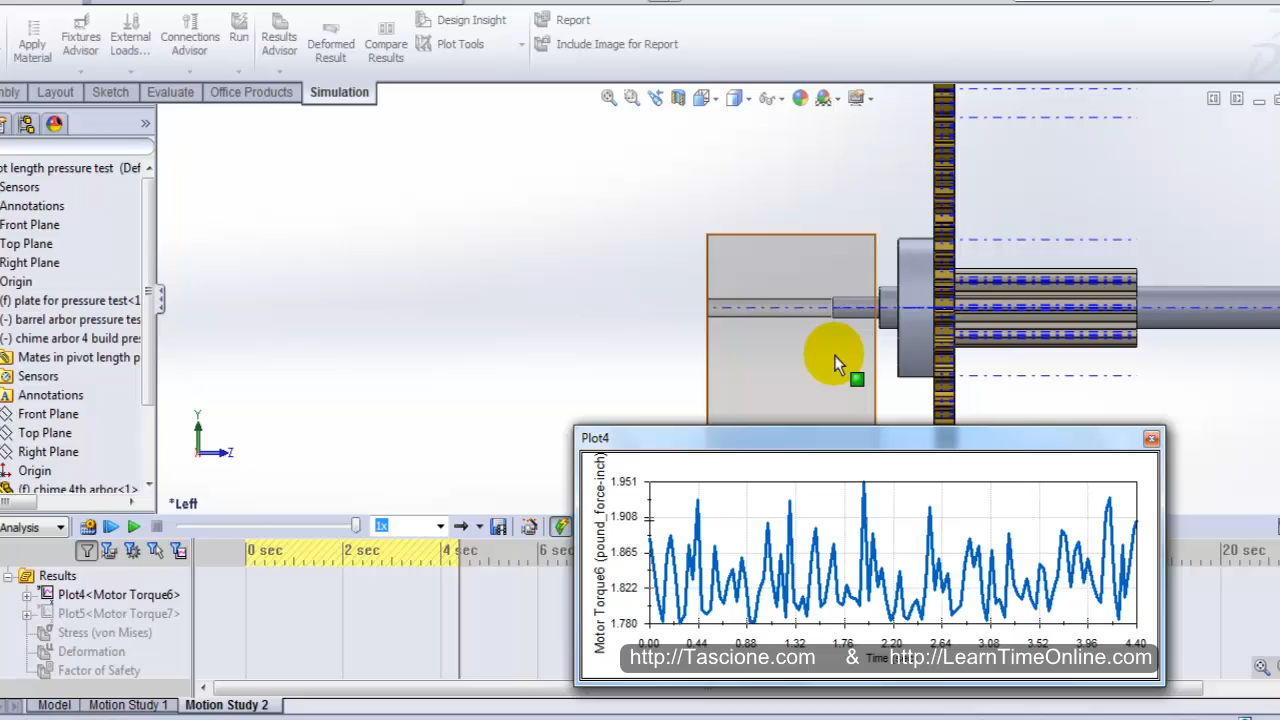 Design Insight
Report
Apply Material
Fixtures Advisor
External Loads...
Connections Advisor
Run
Results Advisor
Deformed Result
Compare Results
Plot Tools
Include Image for Report
mbly
Layout
Sketch
Evaluate
Office Products
Simulation
»
ot length pressure test (Def
Sensors
Annotations
Front Plane
Top Plane
Right Plane
Origin
(f) plate for pressure test<1
(-) barrel arbor pressure tes
(-) chime arbor 4 build pres
Mates in pivot length p
Sensors
Annotations
Front Plane
Top Plane
Right Plane
Origin
(f) chime 4th arbor<1>
Y
Z
*Left
Plot4
Motor Torque6 (pound_force-inch)
1.951
1.908
1.865
1.822
1.780
0.00 0.44 0.88 1.32 1.76 2.20 2.64 3.08 3.52 3.96 4.40
Time
http://Tascione.com & http://LearnTimeOnline.com
Analysis
1x
0 sec
2 sec
4 sec
6 sec
20 sec
Results
Plot4<Motor Torque6>
Plot5<Motor Torque7>
Stress (von Mises)
Deformation
Factor of Safety
Model
Motion Study 1
Motion Study 2